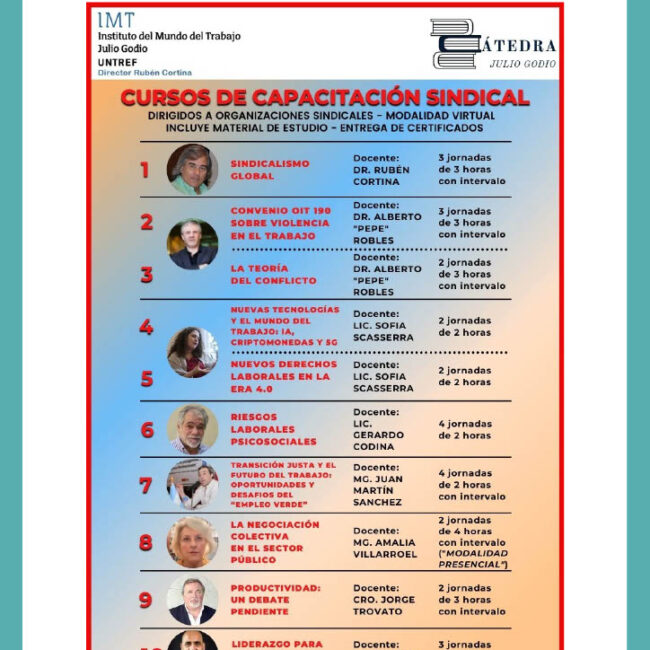 IMT
Instituto del Mundo del Trabajo
Julio Godio
UNTREF
Director Rubén Cortina
CÁTEDRA
JULIO GODIO
CURSOS DE CAPACITACIÓN SINDICAL
DIRIGIDOS A ORGANIZACIONES SINDICALES - MODALIDAD VIRTUAL
INCLUYE MATERIAL DE ESTUDIO - ENTREGA DE CERTIFICADOS
1
SINDICALISMO
GLOBAL
Docente:
DR. RUBÉN
CORTINA
3 jornadas
de 3 horas
con intervalo
2
CONVENIO OIT 190
SOBRE VIOLENCIA
EN EL TRABAJO
Docente:
DR. ALBERTO
"PEPE"
ROBLES
3 jornadas
de 3 horas
con intervalo
3
LA TEORÍA
DEL CONFLICTO
Docente:
DR. ALBERTO
"PEPE"
ROBLES
2 jornadas
de 3 horas
con intervalo
4
NUEVAS TECNOLOGÍAS
Y EL MUNDO DEL
TRABAJO: IA,
CRIPTOMONEDAS Y 5G
Docente:
LIC. SOFIA
SCASSERRA
2 jornadas
de 2 horas
5
NUEVOS DERECHOS
LABORALES EN LA
ERA 4.0
Docente:
LIC. SOFIA
SCASSERRA
2 jornadas
de 2 horas
6
RIESGOS
LABORALES
PSICOSOCIALES
Docente:
LIC.
GERARDO
CODINA
4 jornadas
de 2 horas
7
TRANSICIÓN JUSTA Y EL
FUTURO DEL TRABAJO:
OPORTUNIDADES Y
DESAFIOS DEL
"EMPLEO VERDE"
Docente:
MG. JUAN
MARTÍN
SANCHEZ
4 jornadas
de 2 horas
con intervalo
8
LA NEGOCIACIÓN
COLECTIVA
EN EL SECTOR
PÚBLICO
Docente:
MG. AMALIA
VILLARROEL
2 jornadas
de 4 horas
con intervalo
("MODALIDAD
PRESENCIAL")
9
PRODUCTIVIDAD:
UN DEBATE
PENDIENTE
Docente:
CRO. JORGE
TROVATO
2 jornadas
de 3 horas
con intervalo
10
LIDERAZGO PARA
Docente:
3 jornadas